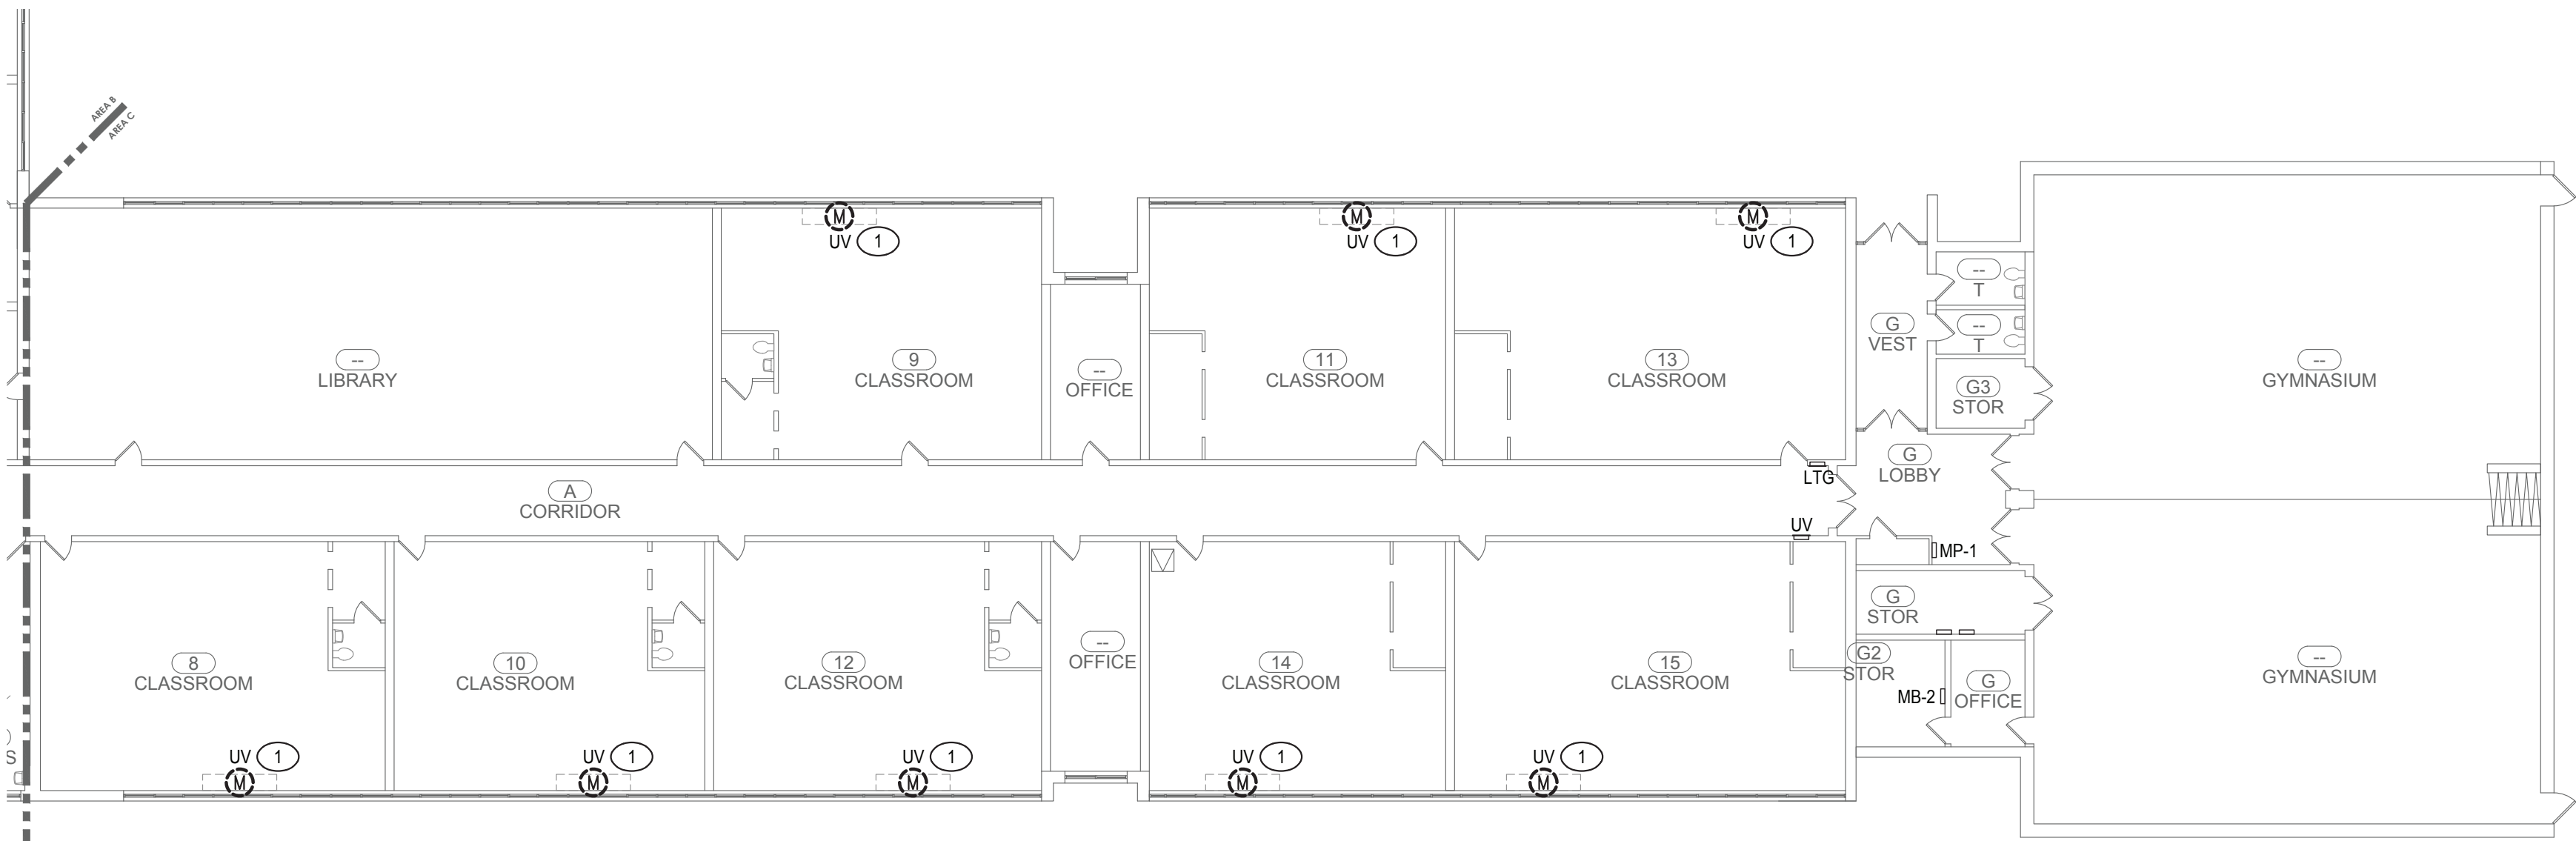 AREA B
AREA C
M
UV 1
M
UV 1
M
UV 1
--
T
--
T
G
VEST
--
LIBRARY
9
CLASSROOM
--
OFFICE
11
CLASSROOM
13
CLASSROOM
G3
STOR
--
GYMNASIUM
G
LOBBY
LTG
A
CORRIDOR
UV
MP-1
G
STOR
8
CLASSROOM
10
CLASSROOM
12
CLASSROOM
--
OFFICE
14
CLASSROOM
15
CLASSROOM
G2
STOR
MB-2
G
OFFICE
--
GYMNASIUM
S
UV 1
M
UV 1
M
UV 1
M
UV 1
M
UV 1
M